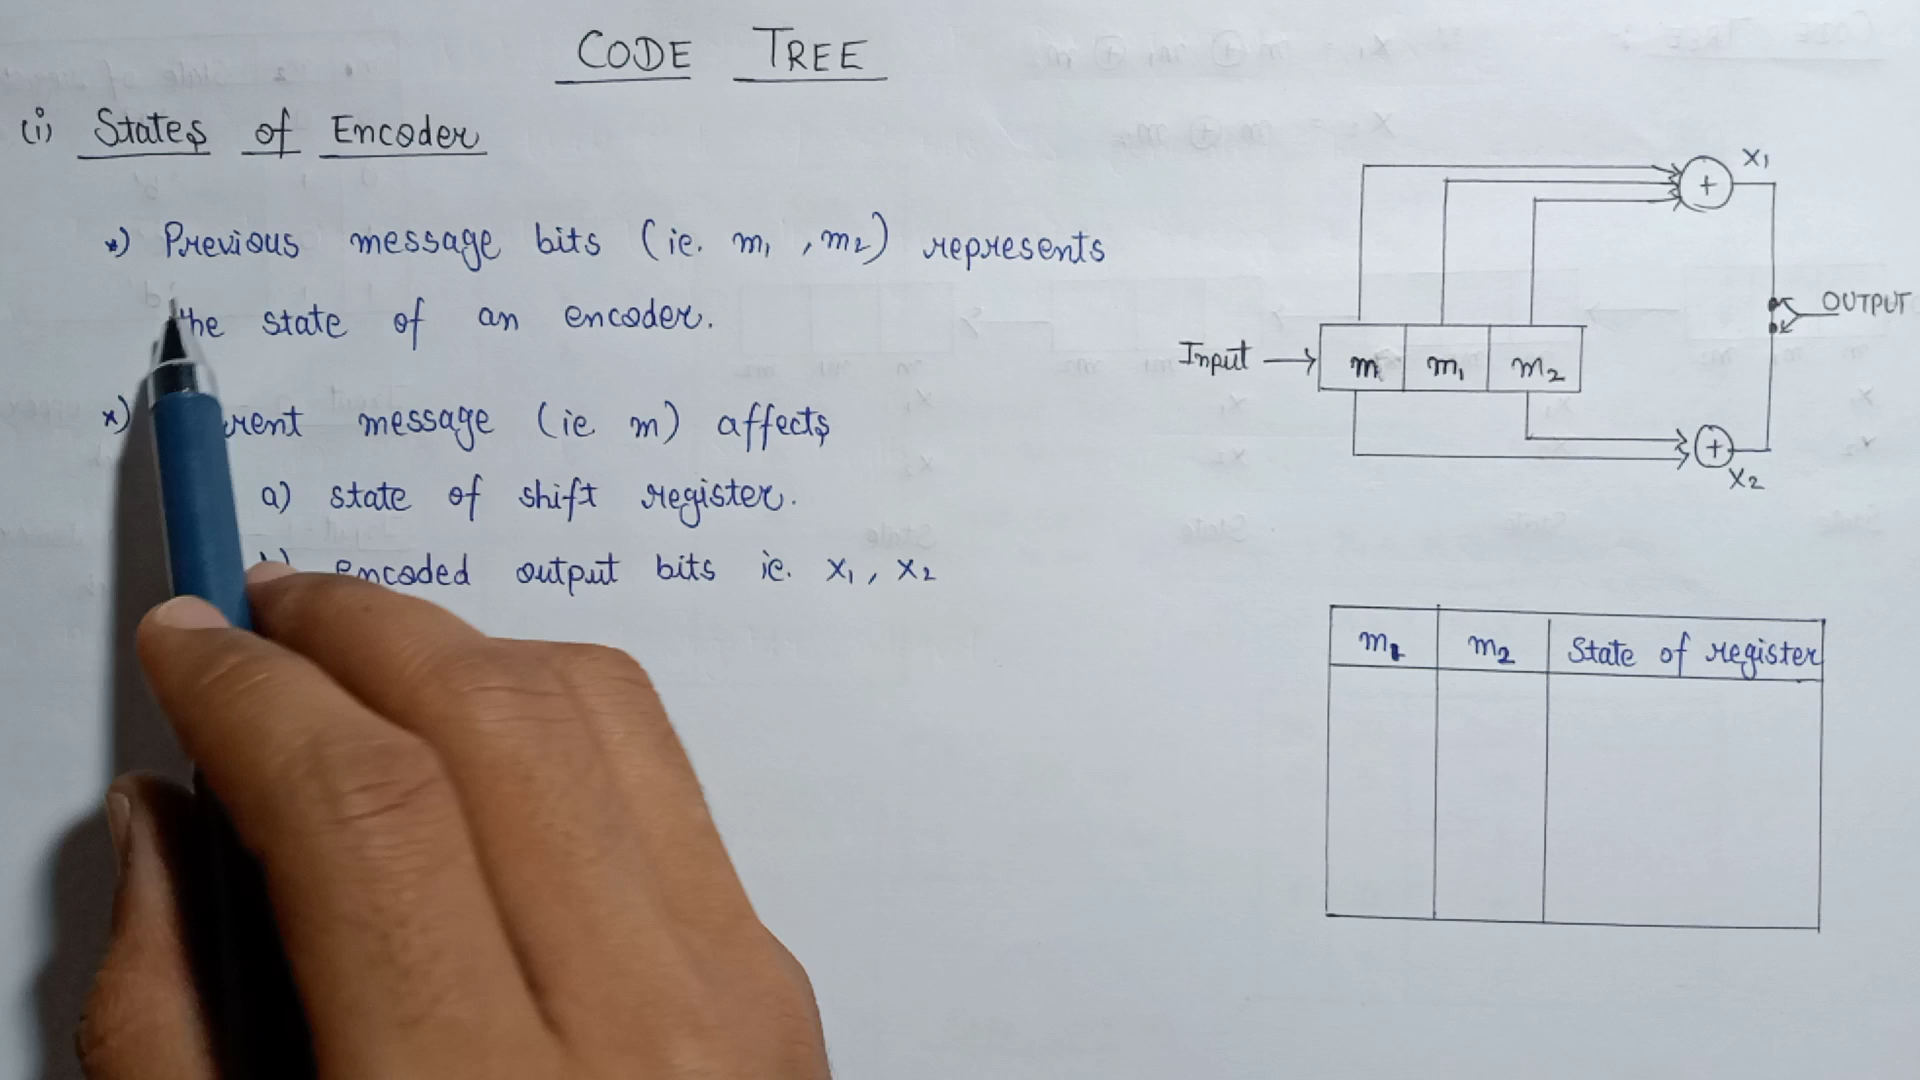 CODE TREE
(i) States of Encoder
*) Previous message bits (ie. m1, m2) represents
the state of an encoder.
*) message (ie m) affects
a) state of shift register.
encoded output bits ie. x1, x2
x1
OUTPUT
Input → m m1 m2
x2
m1 m2 State of register